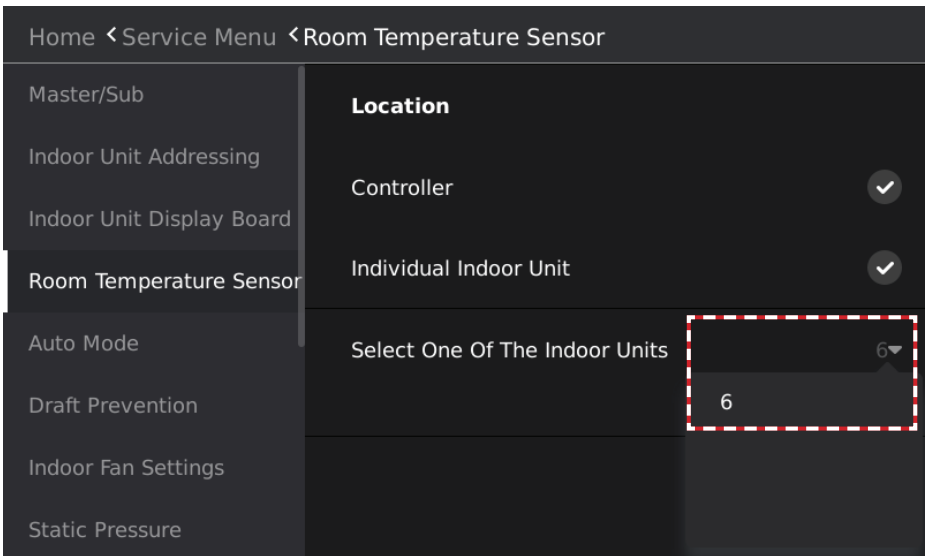 Home < Service Menu < Room Temperature Sensor
Master/Sub
Indoor Unit Addressing
Indoor Unit Display Board
Room Temperature Sensor
Auto Mode
Draft Prevention
Indoor Fan Settings
Static Pressure
Location
Controller
Individual Indoor Unit
Select One Of The Indoor Units 6
6